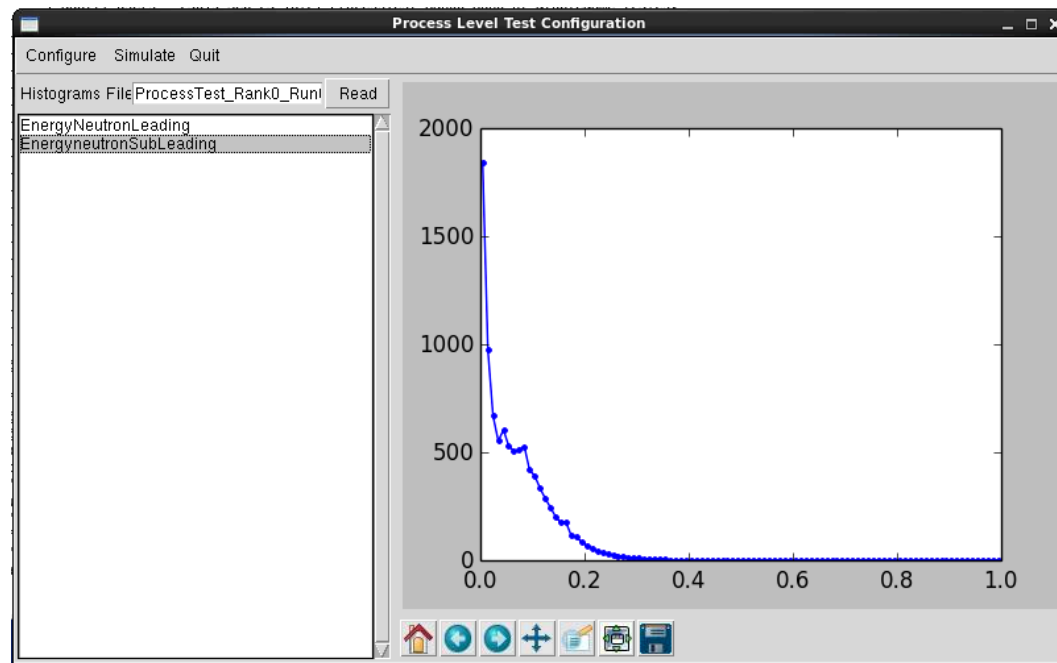 Process Level Test Configuration
Configure Simulate Quit
Histograms File ProcessTest_Rank0_Run Read
EnergyNeutronLeading
EnergyneutronSubLeading
2000
1500
1000
500
0
0.0 0.2 0.4 0.6 0.8 1.0